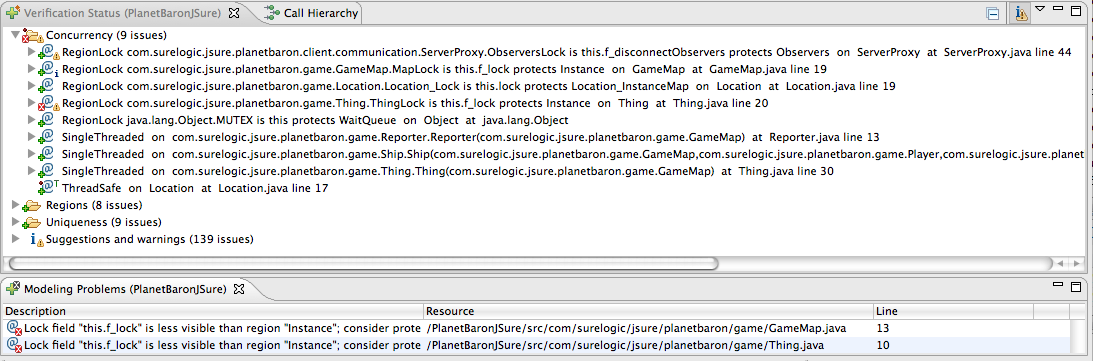 Verification Status (PlanetBaronJSure)
Call Hierarchy
Concurrency (9 issues)
RegionLock com.surelogic.jsure.planetbaron.client.communication.ServerProxy.ObserversLock is this.f_disconnectObservers protects Observers on ServerProxy at ServerProxy.java line 44
RegionLock com.surelogic.jsure.planetbaron.game.GameMap.MapLock is this.f_lock protects Instance on GameMap at GameMap.java line 19
RegionLock com.surelogic.jsure.planetbaron.game.Location.Location_Lock is this.lock protects Location_InstanceMap on Location at Location.java line 19
RegionLock com.surelogic.jsure.planetbaron.game.Thing.ThingLock is this.f_lock protects Instance on Thing at Thing.java line 20
RegionLock java.lang.Object.MUTEX is this protects WaitQueue on Object at java.lang.Object
SingleThreaded on com.surelogic.jsure.planetbaron.game.Reporter.Reporter(com.surelogic.jsure.planetbaron.game.GameMap) at Reporter.java line 13
SingleThreaded on com.surelogic.jsure.planetbaron.game.Ship.Ship(com.surelogic.jsure.planetbaron.game.GameMap,com.surelogic.jsure.planetbaron.game.Player,com.surelogic.jsure.planet
SingleThreaded on com.surelogic.jsure.planetbaron.game.Thing.Thing(com.surelogic.jsure.planetbaron.game.GameMap) at Thing.java line 30
ThreadSafe on Location at Location.java line 17
Regions (8 issues)
Uniqueness (9 issues)
Suggestions and warnings (139 issues)
Modeling Problems (PlanetBaronJSure)
Description Resource Line
Lock field "this.f_lock" is less visible than region "Instance"; consider prote /PlanetBaronJSure/src/com/surelogic/jsure/planetbaron/game/GameMap.java 13
Lock field "this.f_lock" is less visible than region "Instance"; consider prote /PlanetBaronJSure/src/com/surelogic/jsure/planetbaron/game/Thing.java 10